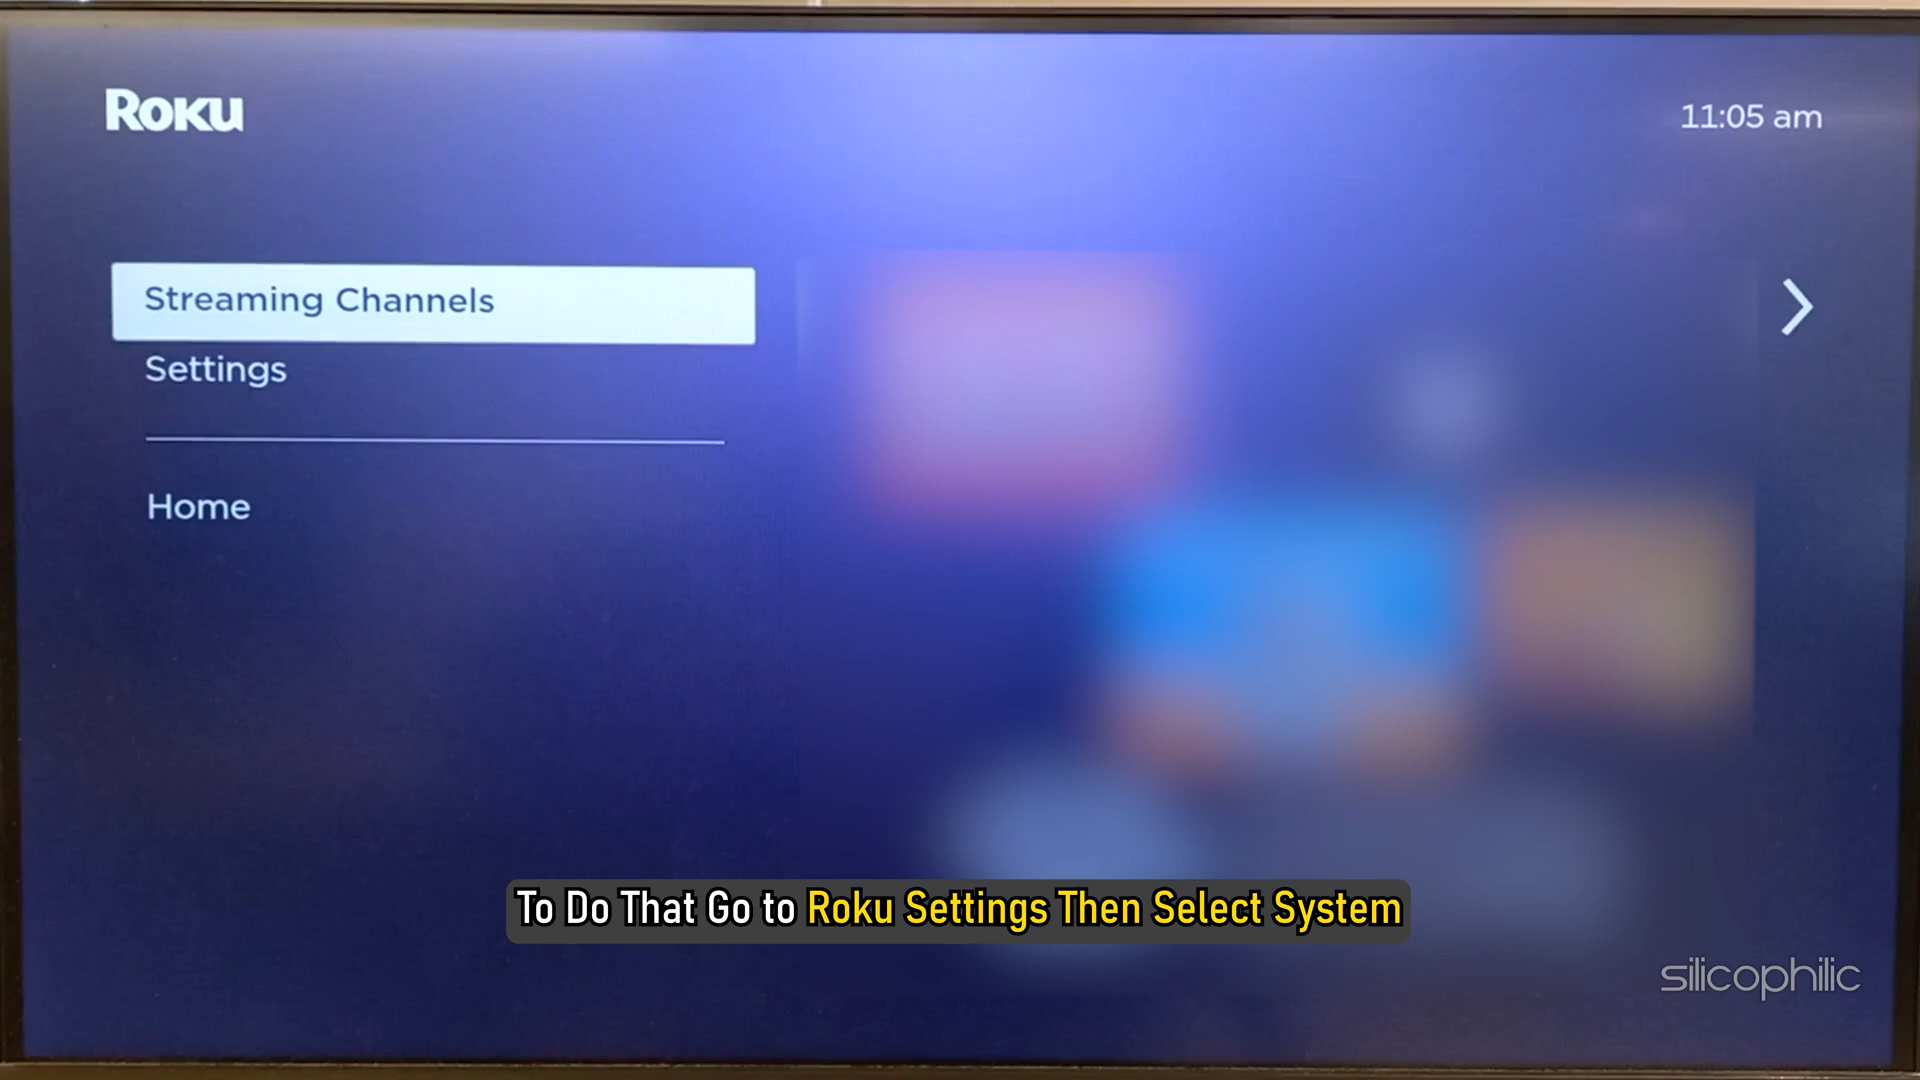 Roku
11:05 am
Streaming Channels
Settings
Home
To Do That Go to Roku Settings Then Select System
silicophilic